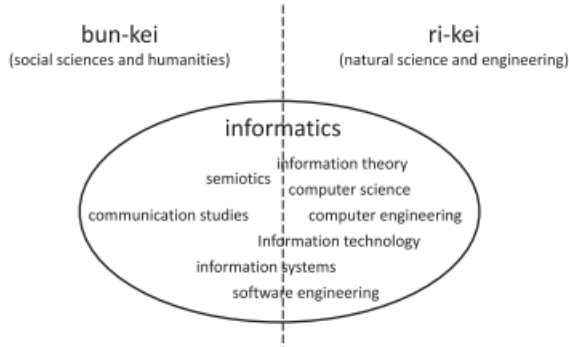 bun-kei
(social sciences and humanities)
ri-kei
(natural science and engineering)
informatics
information theory
semiotics
computer science
communication studies
computer engineering
Information technology
information systems
software engineering